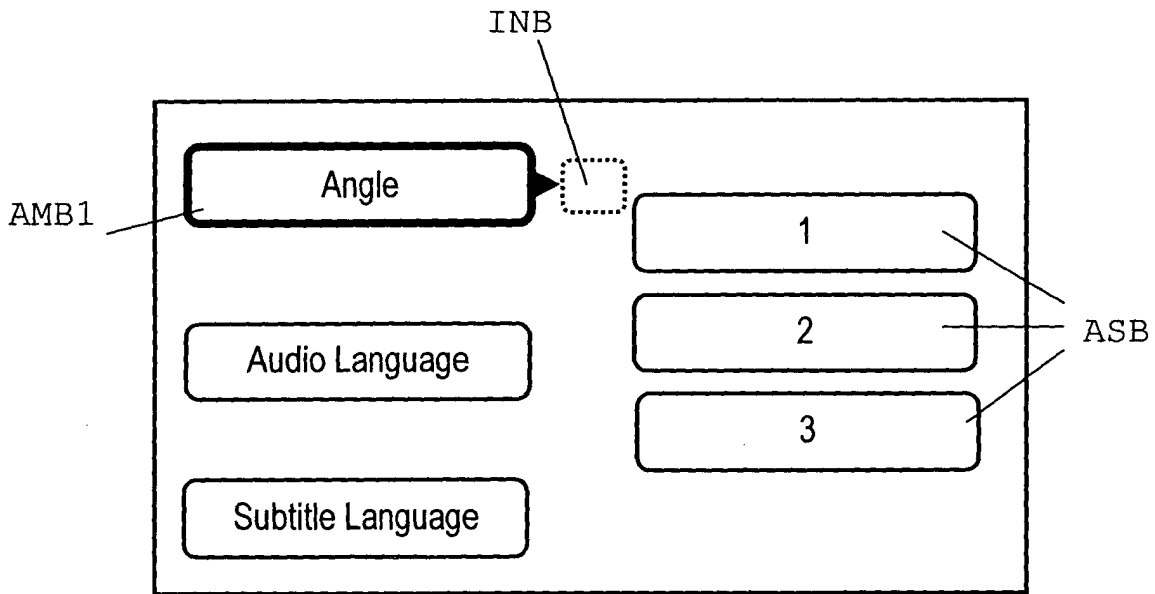 INB
Angle
AMB1
1
2
ASB
Audio Language
3
Subtitle Language